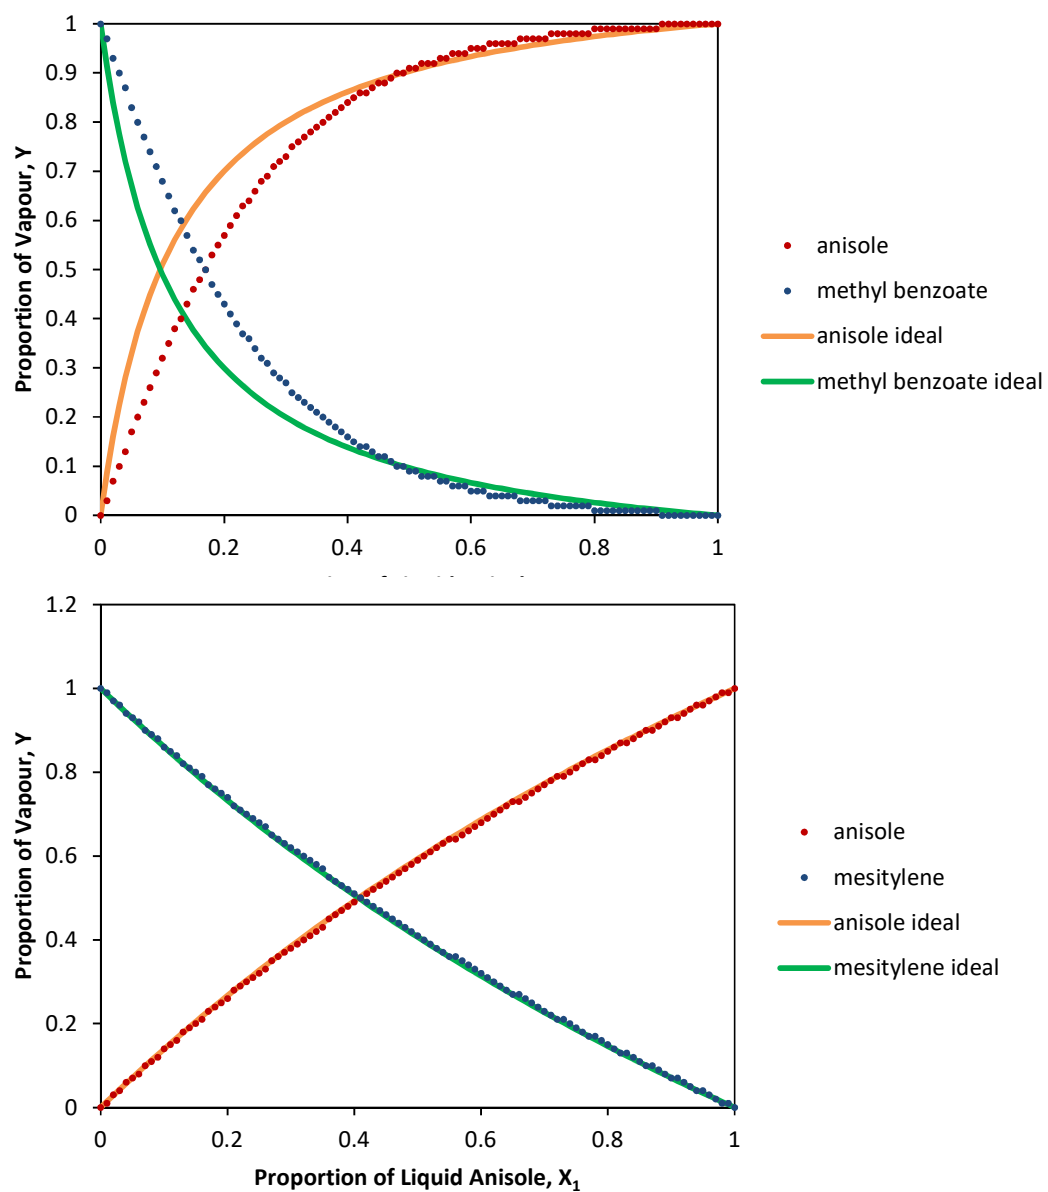 1
0.9
0.8
0.7
0.6
0.5
0.4
0.3
0.2
0.1
0
Proportion of Vapour, Y
0 0.2 0.4 0.6 0.8 1
anisole
methyl benzoate
anisole ideal
methyl benzoate ideal
1.2
1
0.8
0.6
0.4
0.2
0
Proportion of Vapour, Y
0 0.2 0.4 0.6 0.8 1
Proportion of Liquid Anisole, X₁
anisole
mesitylene
anisole ideal
mesitylene ideal